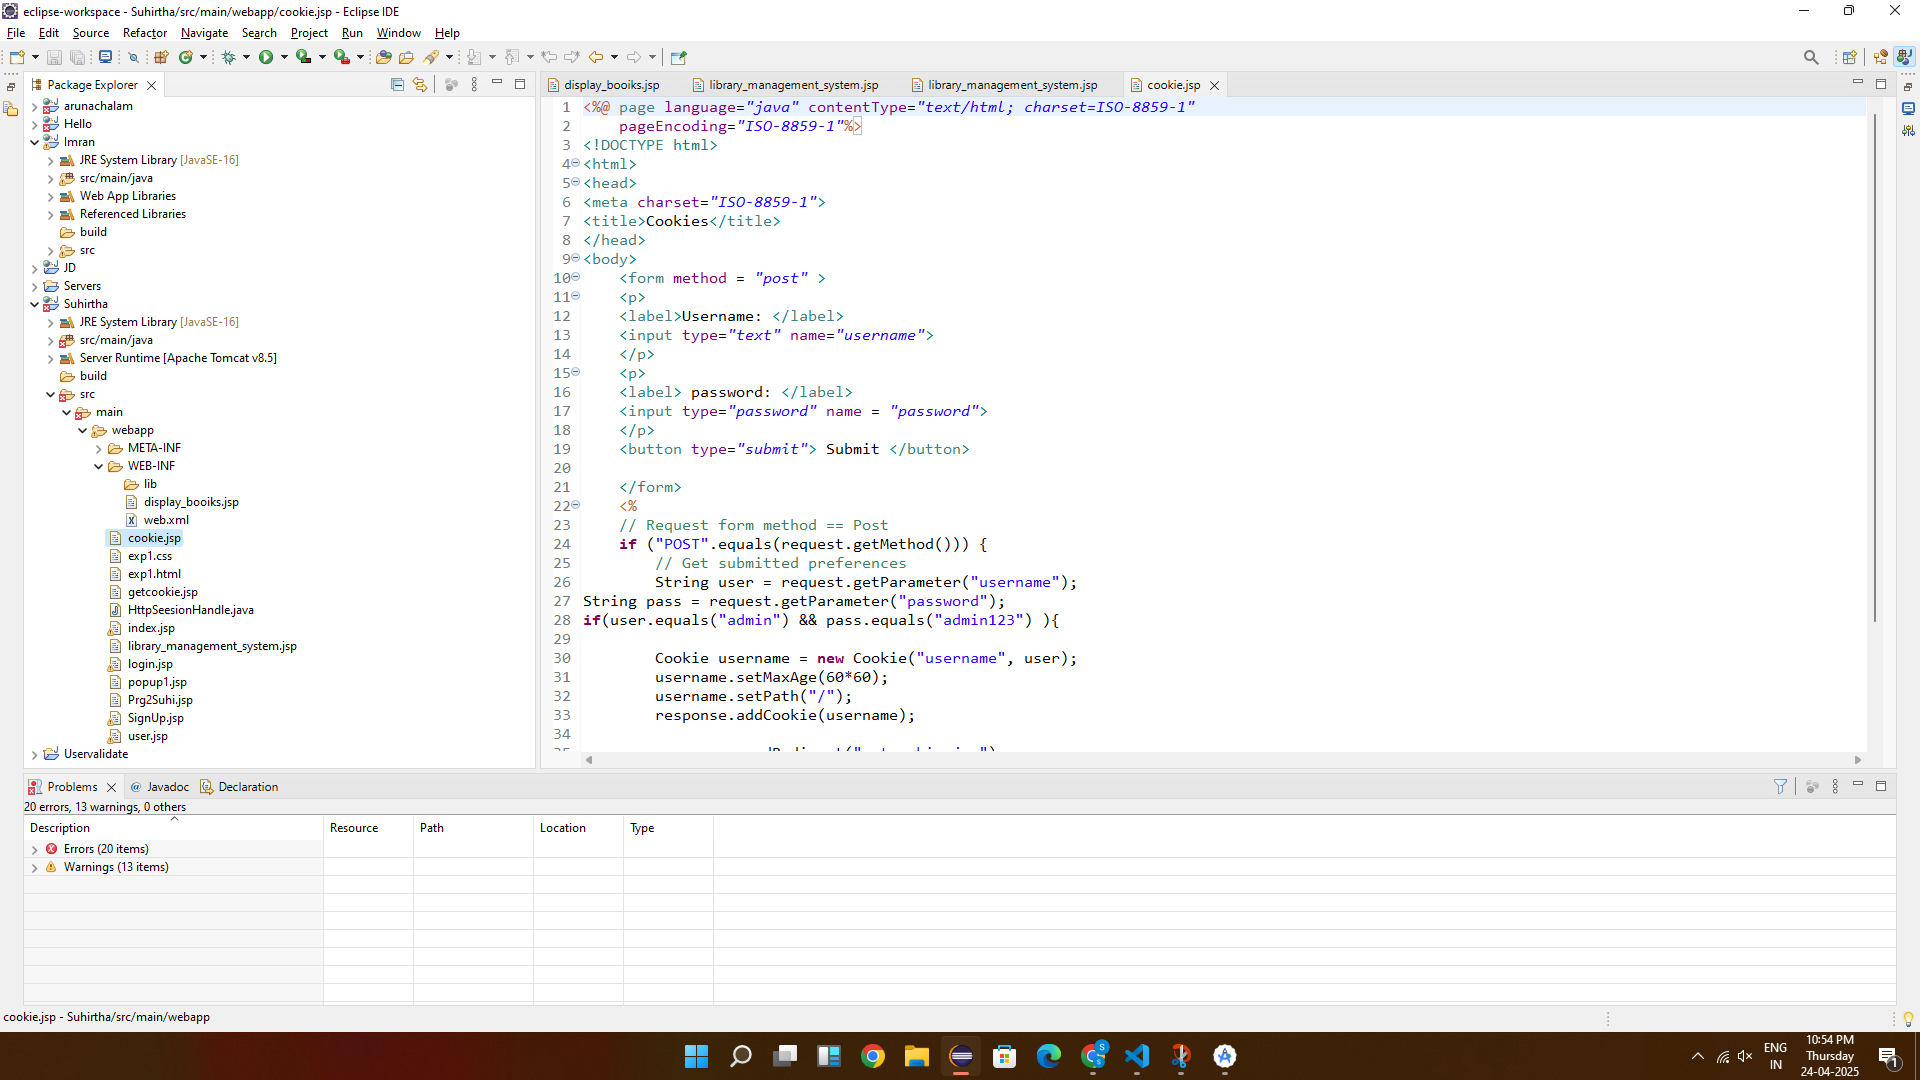 eclipse-workspace - Suhirtha/src/main/webapp/cookie.jsp - Eclipse IDE
File Edit Source Refactor Navigate Search Project Run Window Help
Package Explorer
arunachalam
Hello
Imran
JRE System Library [JavaSE-16]
src/main/java
Web App Libraries
Referenced Libraries
build
src
JD
Servers
Suhirtha
JRE System Library [JavaSE-16]
src/main/java
Server Runtime [Apache Tomcat v8.5]
build
src
main
webapp
META-INF
WEB-INF
lib
display_booiks.jsp
web.xml
cookie.jsp
exp1.css
exp1.html
getcookie.jsp
HttpSeesionHandle.java
index.jsp
library_management_system.jsp
login.jsp
popup1.jsp
Prg2Suhi.jsp
SignUp.jsp
user.jsp
Uservalidate
display_booiks.jsp library_management_system.jsp library_management_system.jsp cookie.jsp
1 <%@ page language="java" contentType="text/html; charset=ISO-8859-1"
2 pageEncoding="ISO-8859-1"%>
3 <!DOCTYPE html>
4 <html>
5 <head>
6 <meta charset="ISO-8859-1">
7 <title>Cookies</title>
8 </head>
9 <body>
10 <form method = "post" >
11 <p>
12 <label>Username: </label>
13 <input type="text" name="username">
14 </p>
15 <p>
16 <label> password: </label>
17 <input type="password" name = "password">
18 </p>
19 <button type="submit"> Submit </button>
20
21 </form>
22 <%
23 // Request form method == Post
24 if ("POST".equals(request.getMethod())) {
25 // Get submitted preferences
26 String user = request.getParameter("username");
27 String pass = request.getParameter("password");
28 if(user.equals("admin") && pass.equals("admin123") ){
29
30 Cookie username = new Cookie("username", user);
31 username.setMaxAge(60*60);
32 username.setPath("/");
33 response.addCookie(username);
34
Problems Javadoc Declaration
20 errors, 13 warnings, 0 others
Description Resource Path Location Type
Errors (20 items)
Warnings (13 items)
cookie.jsp - Suhirtha/src/main/webapp
ENG
IN
10:54 PM
Thursday
24-04-2025
1